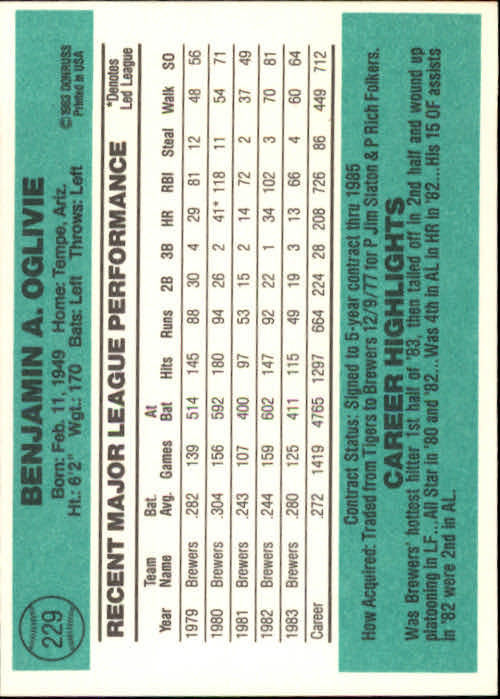 229
BENJAMIN A. OGLIVIE
© 1983 DONRUSS
Printed in USA
Born: Feb. 11, 1949 Home: Tempe, Ariz.
Ht.: 6'2" Wgt.: 170 Bats: Left Throws: Left
RECENT MAJOR LEAGUE PERFORMANCE
*Denotes
Led League
Team Bat. At
Year Name Avg. Games Bat Hits Runs 2B 3B HR RBI Steal Walk SO
1979 Brewers .282 139 514 145 88 30 4 29 81 12 48 56
1980 Brewers .304 156 592 180 94 26 2 41* 118 11 54 71
1981 Brewers .243 107 400 97 53 15 2 14 72 2 37 49
1982 Brewers .244 159 602 147 92 22 1 34 102 3 70 81
1983 Brewers .280 125 411 115 49 19 3 13 66 4 60 64
Career .272 1419 4765 1297 664 224 28 208 726 86 449 712
Contract Status: Signed to 5-year contract thru 1985
How Acquired: Traded from Tigers to Brewers 12/9/77 for P Jim Slaton & P Rich Folkers.
CAREER HIGHLIGHTS
Was Brewers' hottest hitter 1st half of '83, then tailed off in 2nd half and wound up
platooning in LF...All Star in '80 and '82...Was 4th in AL in HR in '82...His 15 OF assists
in '82 were 2nd in AL.